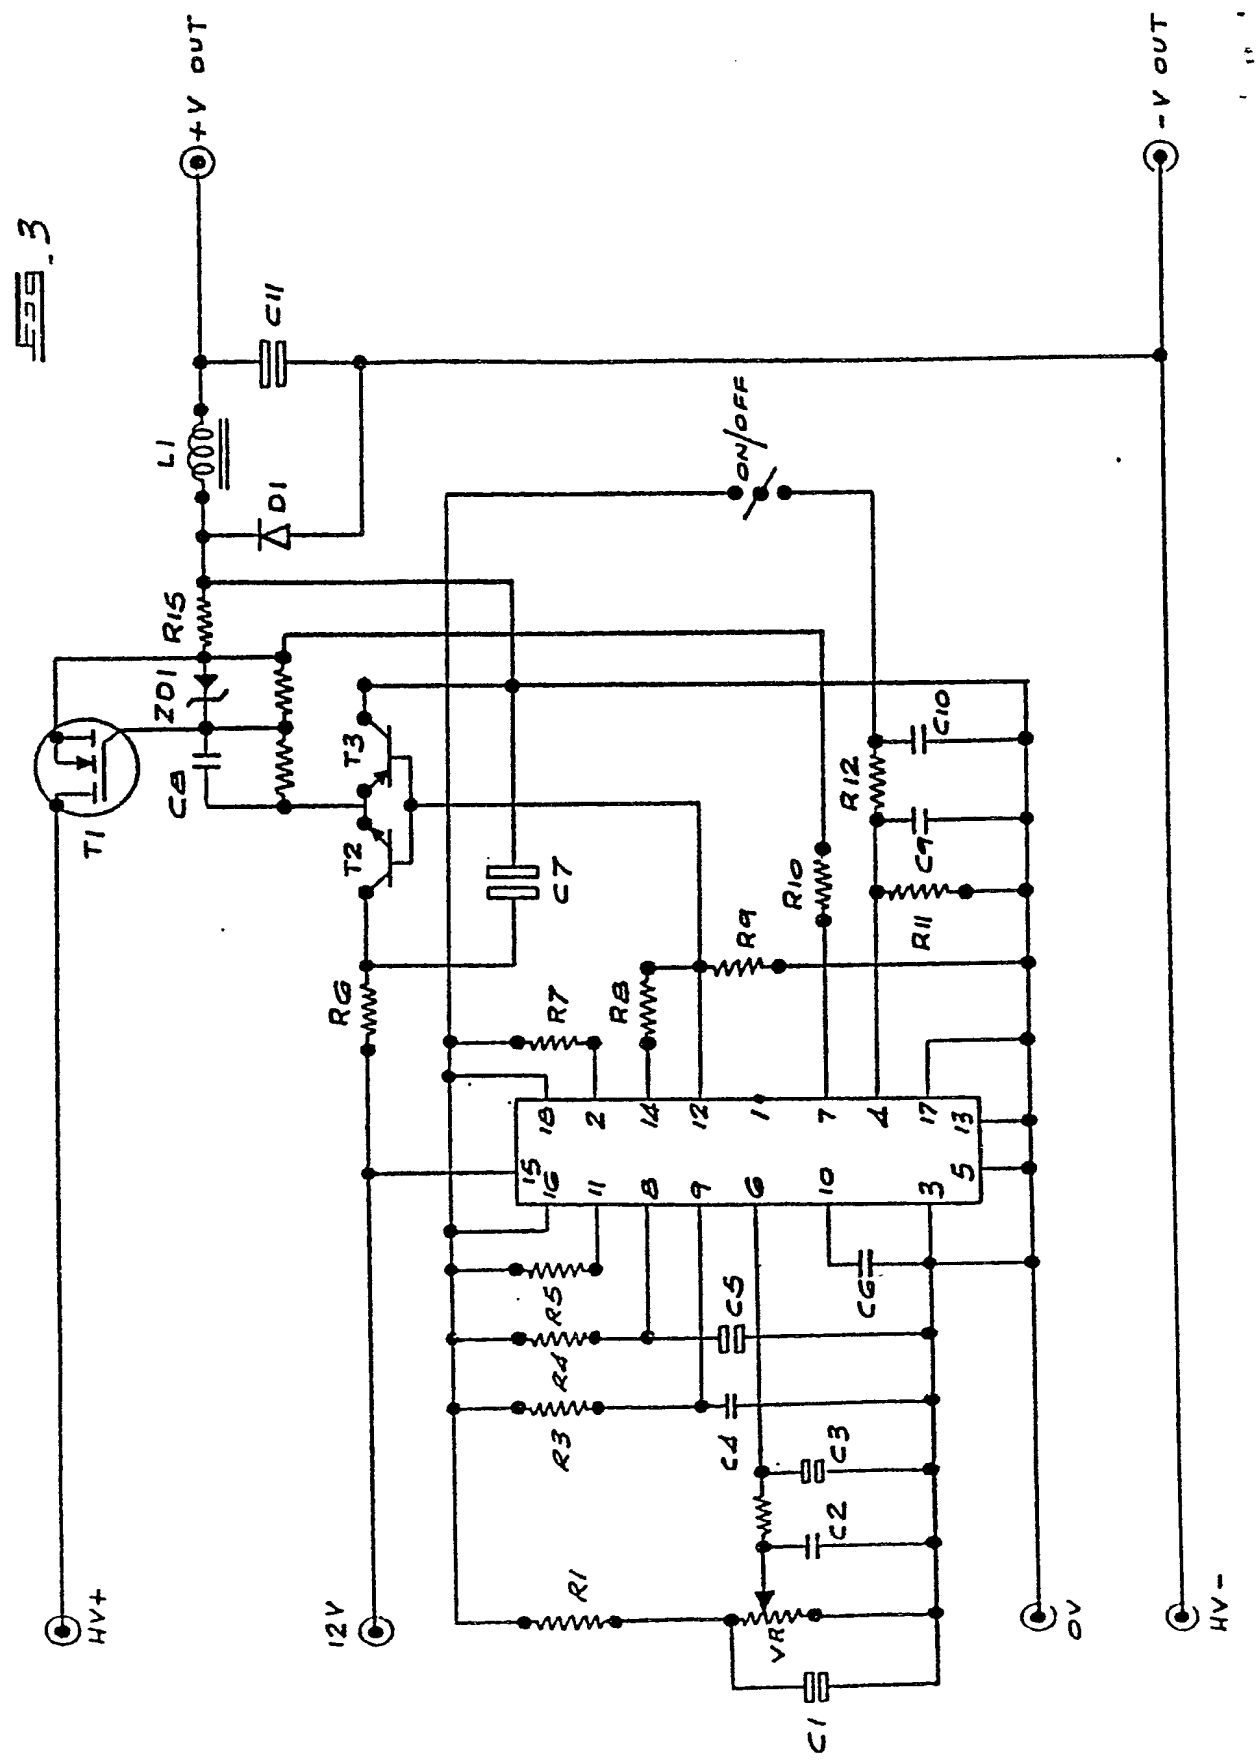 FIG.3
HV+
T1
+V OUT
L1
C11
D1
R15
ZD1
C8
12V
R6
T2
T3
C7
ON/OFF
R7
R8
R9
R10
R12
C10
C9
R11
15
18
2
14
12
1
7
4
17
13
16
11
8
9
6
10
3
5
R5
R4
R3
C5
C4
C3
C2
C6
R1
VR
C1
0V
HV-
-V OUT